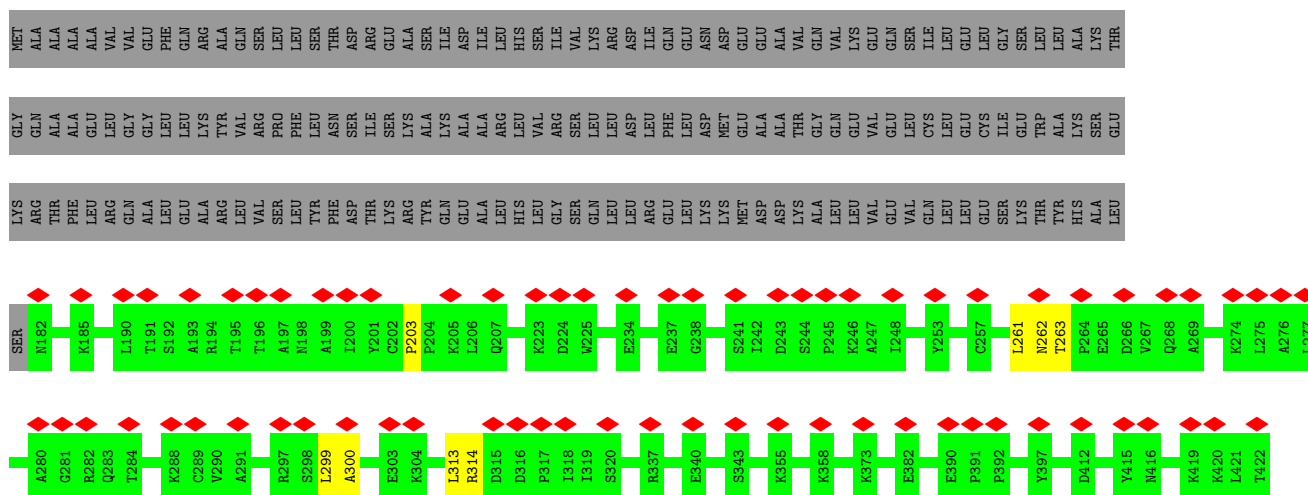 MET ALA ALA ALA ALA VAL VAL GLU PHE GLN ARG ALA GLN SER LEU LEU SER THR ASP ARG GLU ALA SER ILE ASP ILE LEU HIS SER ILE VAL LYS ARG ASP ILE GLN GLU ASN ASP GLU GLU ALA VAL GLN VAL LYS GLU GLN SER ILE LEU GLU LEU GLY SER LEU LEU ALA LYS THR
GLY GLN ALA ALA GLU LEU GLY GLY LEU LEU LYS TYR VAL ARG PRO PHE LEU ASN SER ILE SER LYS ALA LYS ALA ALA ARG LEU VAL ARG SER LEU LEU ASP LEU PHE LEU ASP MET GLU ALA ALA THR GLY GLN GLU VAL GLU LEU CYS LEU GLU CYS ILE GLU TRP ALA LYS SER GLU
LYS ARG THR PHE LEU ARG GLN ALA LEU GLU ALA ARG LEU VAL SER LEU TYR PHE ASP THR LYS ARG TYR GLN GLU ALA LEU HIS LEU GLY SER GLN LEU LEU ARG GLU LEU LYS LYS MET ASP ASP LYS ALA LEU LEU VAL GLU VAL GLN LEU LEU GLU SER LYS THR TYR HIS ALA LEU
SER N182 K185 L190 T191 S192 A193 R194 T195 T196 A197 N198 A199 I200 Y201 C202 P203 P204 K205 L206 Q207 K223 D224 W225 E234 E237 G238 S241 I242 D243 S244 P245 K246 A247 I248 Y253 C257 L261 N262 T263 P264 E265 D266 V267 Q268 A269 K274 L275 A276 L277
A280 G281 R282 Q283 T284 K288 C289 V290 A291 R297 S298 L299 A300 E303 K304 L313 R314 D315 D316 P317 I318 I319 S320 R337 E340 S343 K355 K358 K373 E382 E390 P391 P392 Y397 D412 Y415 N416 K419 K420 L421 T422